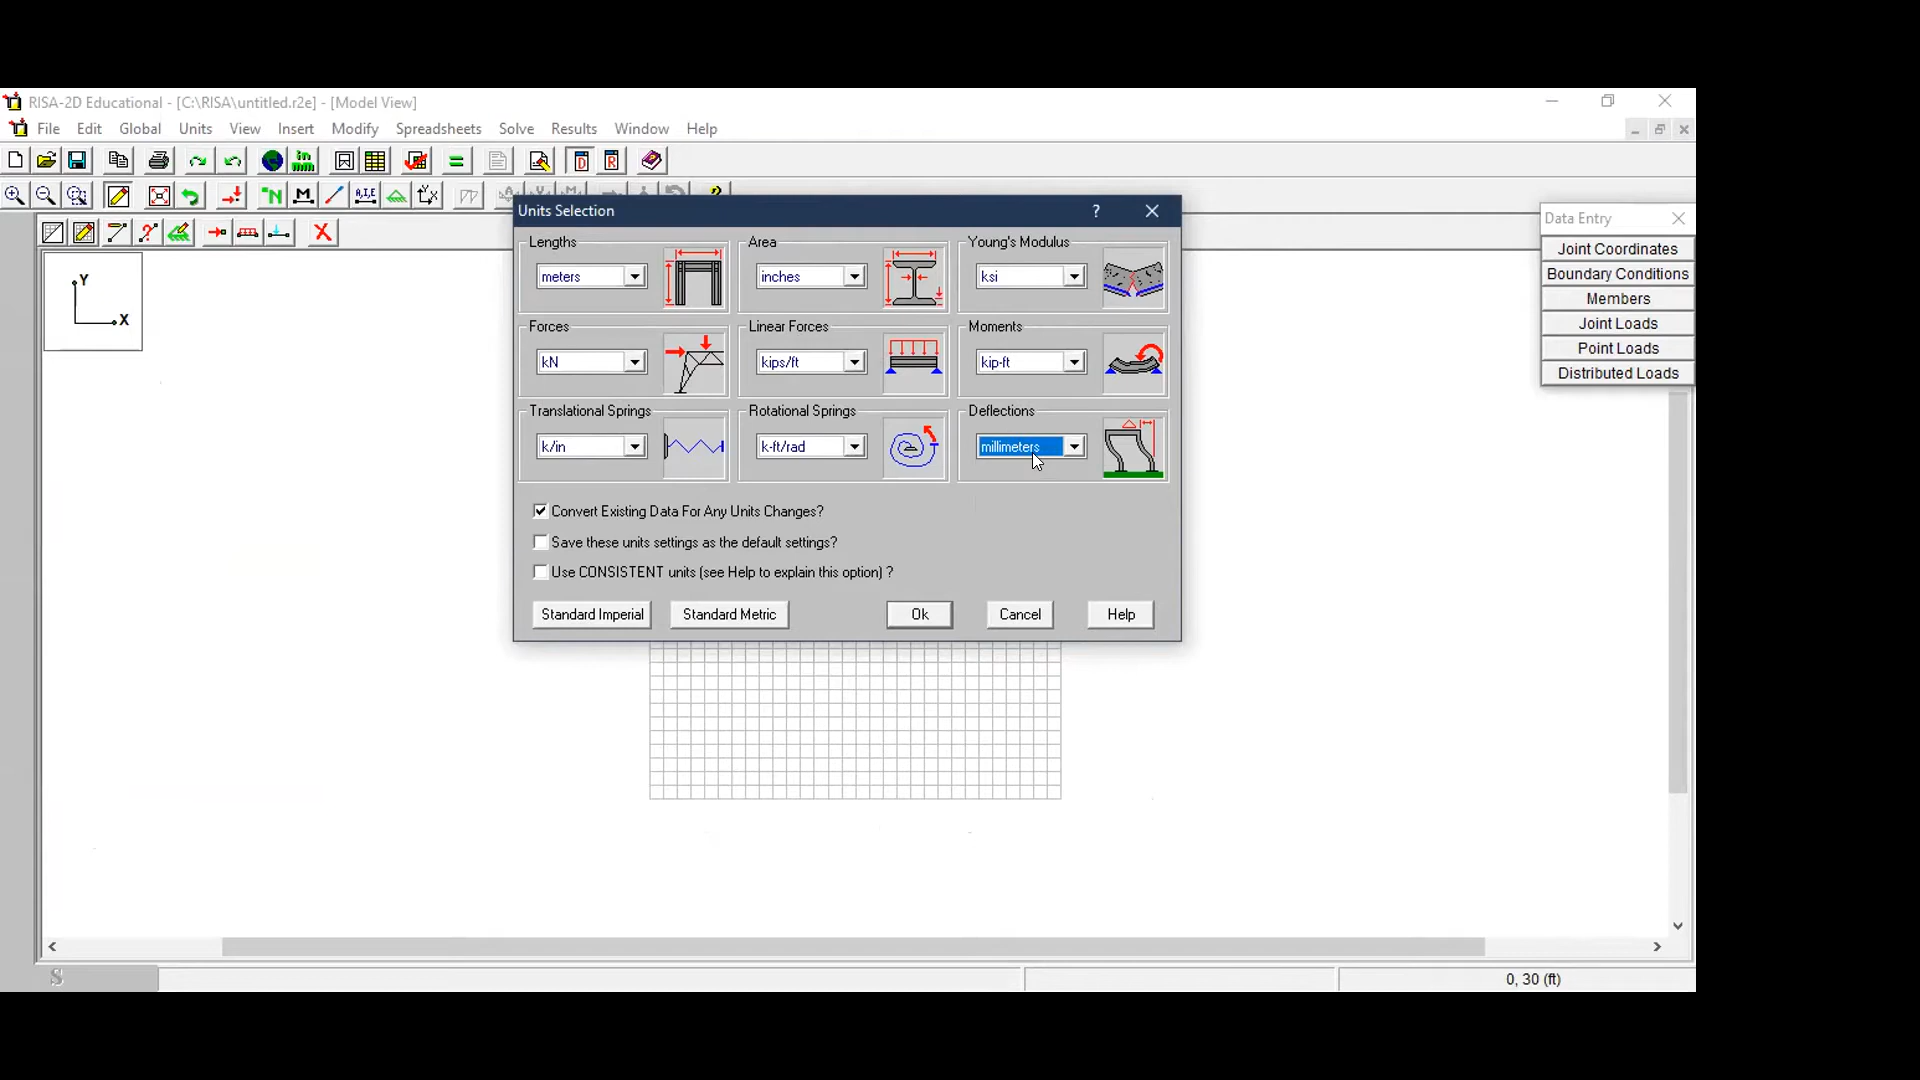 RISA-2D Educational - [C:\RISA\untitled.r2e] - [Model View]
File Edit Global Units View Insert Modify Spreadsheets Solve Results Window Help
in
mm
D R
N M A,I,E
Units Selection ? ×
Data Entry
Lengths Area Young's Modulus
meters inches ksi
Forces Linear Forces Moments
kN kips/ft kip-ft
Translational Springs Rotational Springs Deflections
k/in k-ft/rad millimeters
Convert Existing Data For Any Units Changes?
Save these units settings as the default settings?
Use CONSISTENT units (see Help to explain this option) ?
Standard Imperial Standard Metric Ok Cancel Help
Joint Coordinates
Boundary Conditions
Members
Joint Loads
Point Loads
Distributed Loads
Y
X
S
0, 30 (ft)